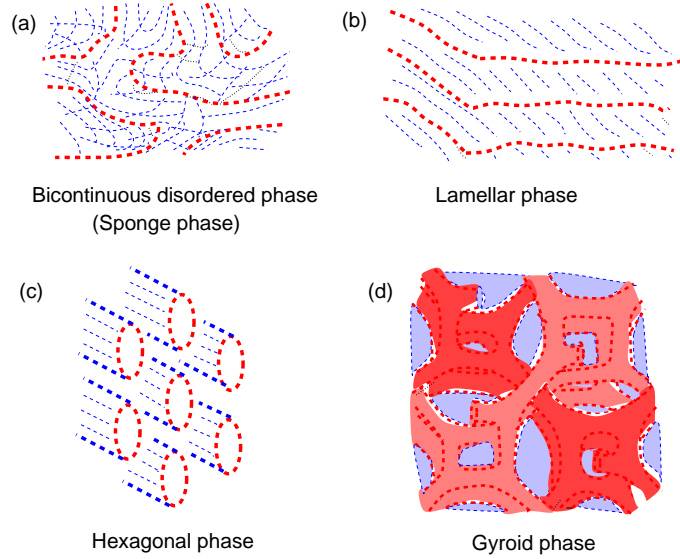 (a)
(b)
Bicontinuous disordered phase
(Sponge phase)
Lamellar phase
(c)
(d)
Hexagonal phase
Gyroid phase